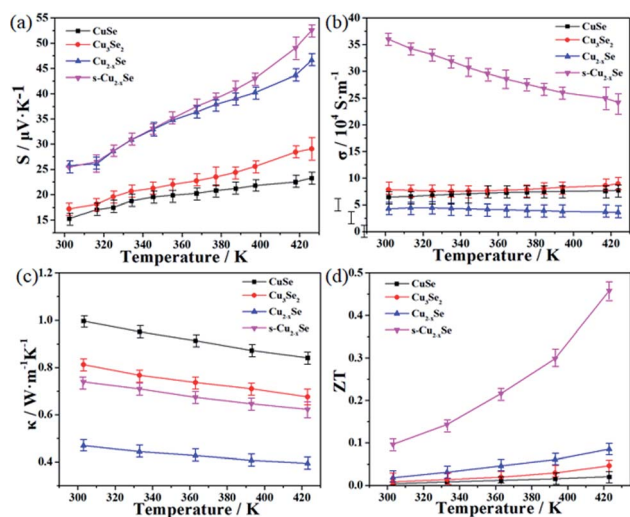 (a)
S / μV·K⁻¹
55
50
45
40
35
30
25
20
15
CuSe
Cu₃Se₂
Cu₂₋ₓSe
s-Cu₂₋ₓSe
300 320 340 360 380 400 420
Temperature / K
(b)
σ / 10⁴ S·m⁻¹
40
35
30
25
20
15
10
5
0
CuSe
Cu₃Se₂
Cu₂₋ₓSe
s-Cu₂₋ₓSe
300 320 340 360 380 400 420
Temperature / K
(c)
κ / W·m⁻¹K⁻¹
1.2
1.0
0.8
0.6
0.4
CuSe
Cu₃Se₂
Cu₂₋ₓSe
s-Cu₂₋ₓSe
300 320 340 360 380 400 420
Temperature / K
(d)
ZT
0.5
0.4
0.3
0.2
0.1
0.0
CuSe
Cu₃Se₂
Cu₂₋ₓSe
s-Cu₂₋ₓSe
300 320 340 360 380 400 420
Temperature / K